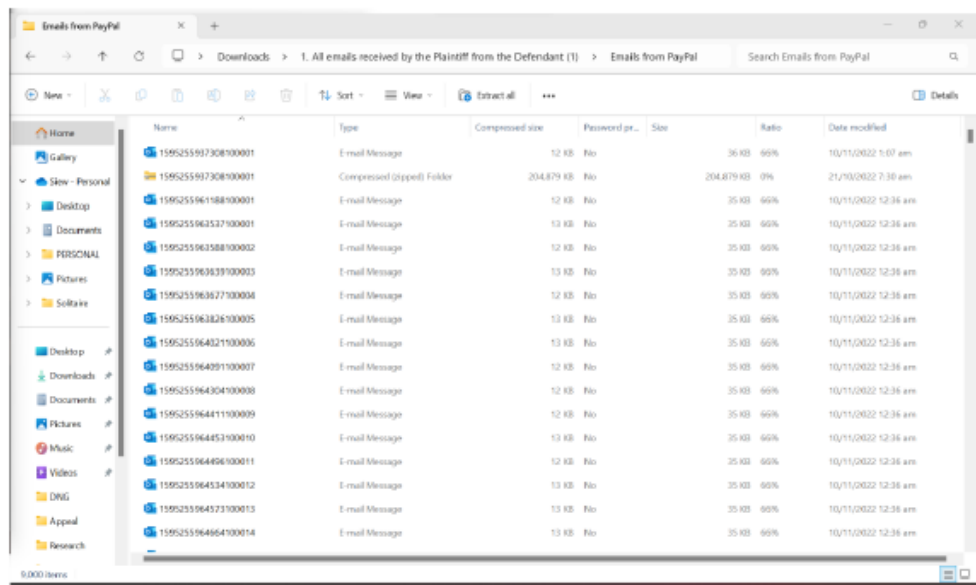 Emails from PayPal
Downloads > 1. All emails received by the Plaintiff from the Defendant (1) > Emails from PayPal
Search Emails from PayPal
New
Sort
View
Extract all
Details
Name Type Compressed size Password pr... Size Ratio Date modified
1595255937308100001 E-mail Message 12 KB No 36 KB 66% 10/11/2022 1:07 am
1595255937308100001 Compressed (zipped) Folder 204,879 KB No 204,879 KB 0% 21/10/2022 7:30 am
1595255961188100001 E-mail Message 12 KB No 35 KB 66% 10/11/2022 12:36 am
1595255963537100001 E-mail Message 13 KB No 35 KB 66% 10/11/2022 12:36 am
1595255963588100002 E-mail Message 12 KB No 35 KB 66% 10/11/2022 12:36 am
1595255963639100003 E-mail Message 13 KB No 35 KB 66% 10/11/2022 12:36 am
1595255963677100004 E-mail Message 12 KB No 35 KB 66% 10/11/2022 12:36 am
1595255963826100005 E-mail Message 13 KB No 35 KB 66% 10/11/2022 12:36 am
1595255964021100006 E-mail Message 13 KB No 35 KB 66% 10/11/2022 12:36 am
1595255964091100007 E-mail Message 12 KB No 35 KB 66% 10/11/2022 12:36 am
1595255964304100008 E-mail Message 12 KB No 35 KB 66% 10/11/2022 12:36 am
1595255964411100009 E-mail Message 12 KB No 35 KB 66% 10/11/2022 12:36 am
1595255964453100010 E-mail Message 13 KB No 35 KB 66% 10/11/2022 12:36 am
1595255964496100011 E-mail Message 12 KB No 35 KB 66% 10/11/2022 12:36 am
1595255964534100012 E-mail Message 13 KB No 35 KB 66% 10/11/2022 12:36 am
1595255964573100013 E-mail Message 13 KB No 35 KB 66% 10/11/2022 12:36 am
1595255964664100014 E-mail Message 13 KB No 35 KB 66% 10/11/2022 12:36 am
Home
Gallery
Siew - Personal
Desktop
Documents
PERSONAL
Pictures
Solitaire
Desktop
Downloads
Documents
Pictures
Music
Videos
DNG
Appeal
Research
9,000 items